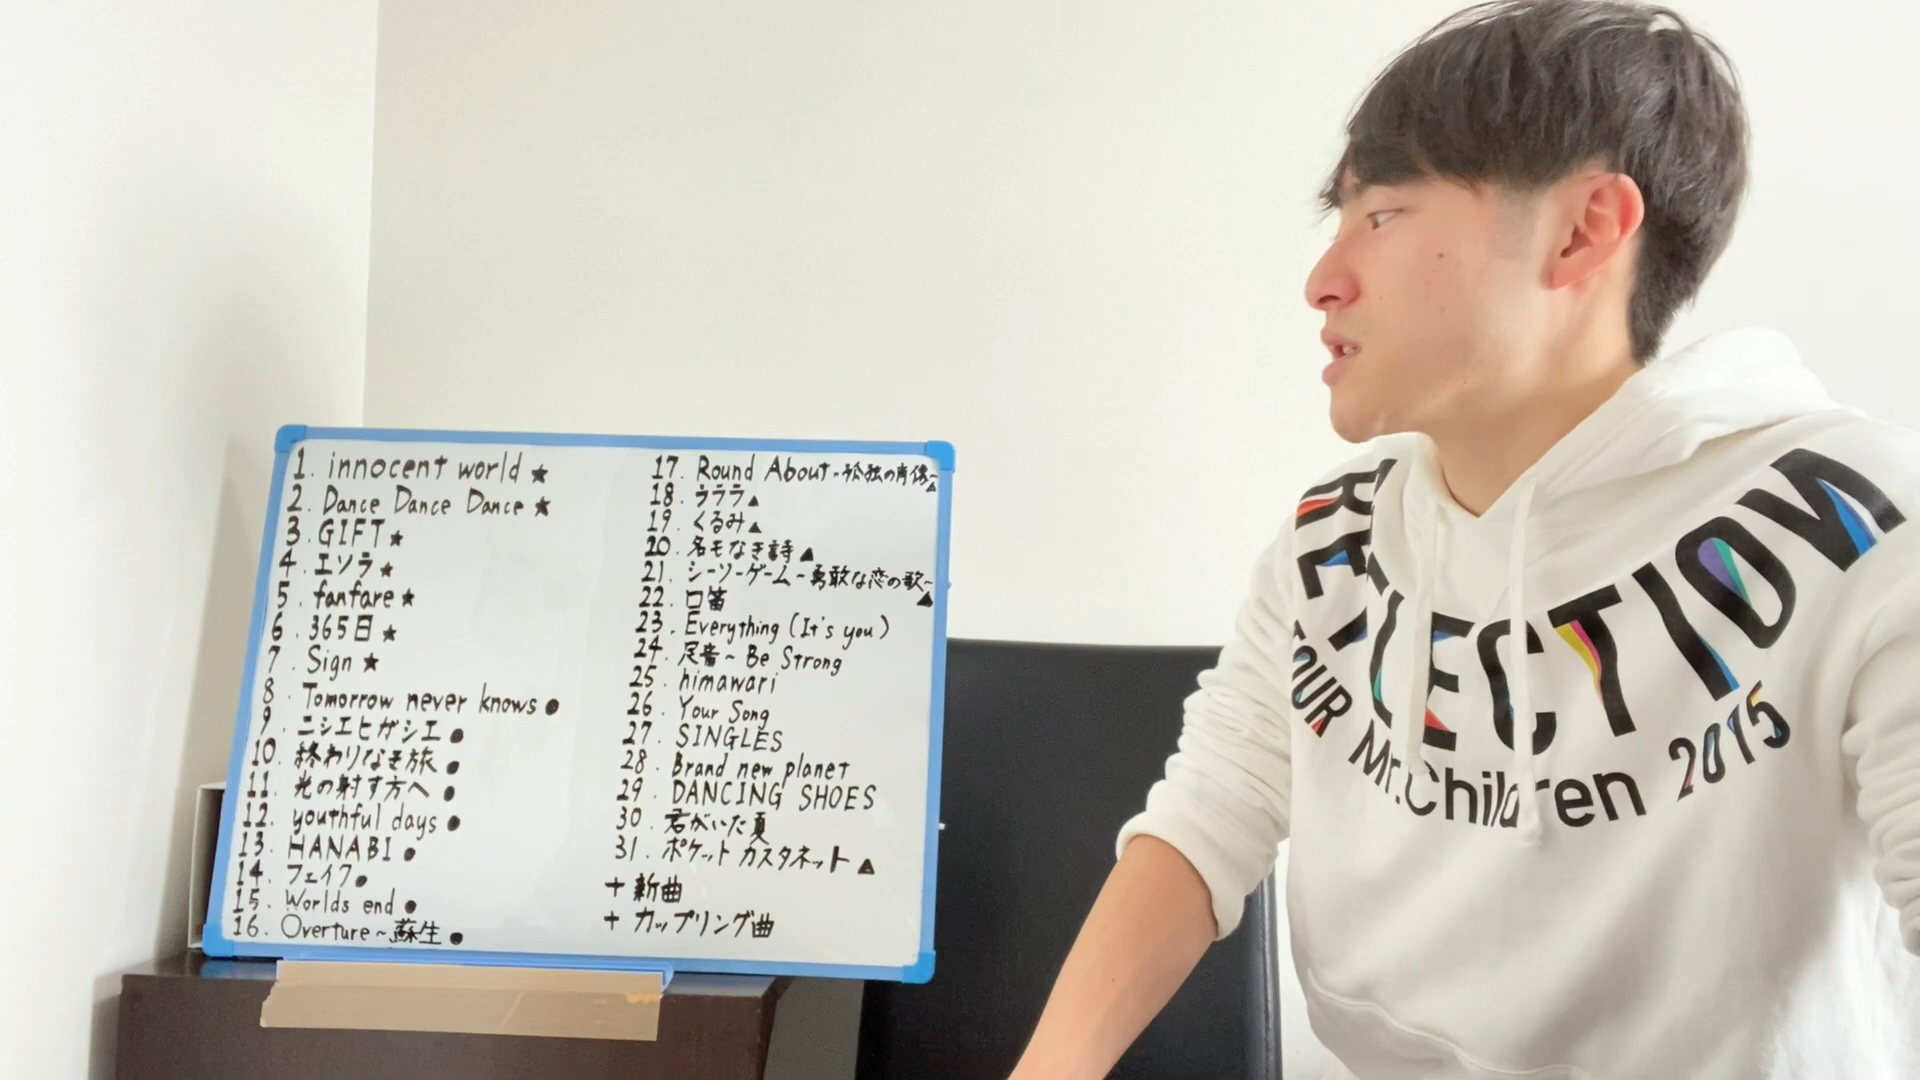 1. innocent world ★
2. Dance Dance Dance ★
3. GIFT ★
4. エソラ ★
5. fanfare ★
6. 365日 ★
7. Sign ★
8. Tomorrow never knows ●
9. ニシエヒガシエ ●
10. 終わりなき旅 ●
11. 光の射す方へ ●
12. youthful days ●
13. HANABI ●
14. フェイク ●
15. Worlds end ●
16. Overture~蘇生 ●
17. Round About -孤独の肖像- ▲
18. ラララ ▲
19. くるみ ▲
20. 名もなき詩 ▲
21. シーソーゲーム ~勇敢な恋の歌~ ▲
22. 口笛
23. Everything (It's you)
24. 足音 ~ Be Strong
25. himawari
26. Your Song
27. SINGLES
28. Brand new planet
29. DANCING SHOES
30. 君がいた夏
31. ポケット カスタネット ▲
+ 新曲
+ カップリング曲
REFLECTION
TOUR Mr.Children 2015